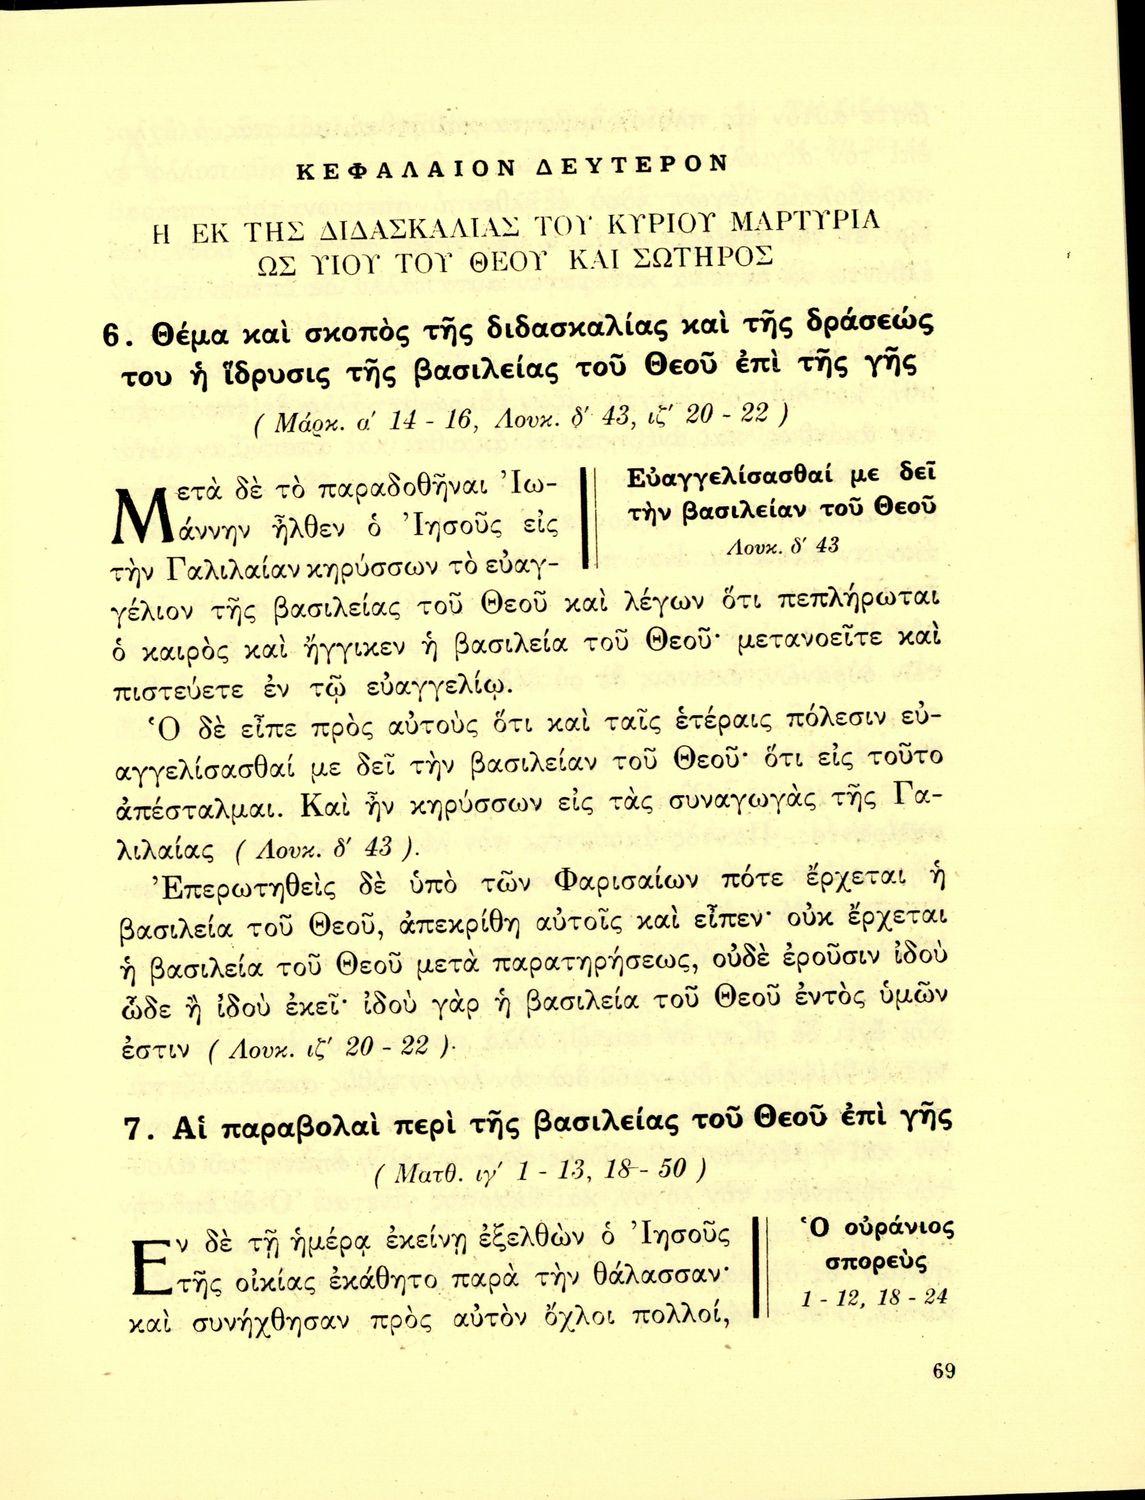 ΚΕΦΑΛΑΙΟΝ ΔΕΥΤΕΡΟΝ
Η ΕΚ ΤΗΣ ΔΙΔΑΣΚΑΛΙΑΣ ΤΟΥ ΚΥΡΙΟΥ ΜΑΡΤΥΡΙΑ
ΩΣ ΥΙΟΥ ΤΟΥ ΘΕΟΥ ΚΑΙ ΣΩΤΗΡΟΣ
6. Θέμα καὶ σκοπὸς τῆς διδασκαλίας καὶ τῆς δράσεώς
του ἡ ἵδρυσις τῆς βασιλείας τοῦ Θεοῦ ἐπὶ τῆς γῆς
( Μάρκ. α' 14 - 16, Λουκ. δ' 43, ιζ' 20 - 22 )
Μετὰ δὲ τὸ παραδοθῆναι Ἰω-
άννην ἦλθεν ὁ Ἰησοῦς εἰς
τὴν Γαλιλαίαν κηρύσσων τὸ εὐαγ-
Εὐαγγελίσασθαί με δεῖ
τὴν βασιλείαν τοῦ Θεοῦ
Λουκ. δ' 43
γέλιον τῆς βασιλείας τοῦ Θεοῦ καὶ λέγων ὅτι πεπλήρωται
ὁ καιρὸς καὶ ἤγγικεν ἡ βασιλεία τοῦ Θεοῦ· μετανοεῖτε καὶ
πιστεύετε ἐν τῷ εὐαγγελίῳ.
Ὁ δὲ εἶπε πρὸς αὐτοὺς ὅτι καὶ ταῖς ἑτέραις πόλεσιν εὐ-
αγγελίσασθαί με δεῖ τὴν βασιλείαν τοῦ Θεοῦ· ὅτι εἰς τοῦτο
ἀπέσταλμαι. Καὶ ἦν κηρύσσων εἰς τὰς συναγωγὰς τῆς Γα-
λιλαίας ( Λουκ. δ' 43 ).
Ἐπερωτηθεὶς δὲ ὑπὸ τῶν Φαρισαίων πότε ἔρχεται ἡ
βασιλεία τοῦ Θεοῦ, ἀπεκρίθη αὐτοῖς καὶ εἶπεν· οὐκ ἔρχεται
ἡ βασιλεία τοῦ Θεοῦ μετὰ παρατηρήσεως, οὐδὲ ἐροῦσιν ἰδοὺ
ὧδε ἢ ἰδοὺ ἐκεῖ· ἰδοὺ γὰρ ἡ βασιλεία τοῦ Θεοῦ ἐντὸς ὑμῶν
ἐστιν ( Λουκ. ιζ' 20 - 22 ).
7. Αἱ παραβολαὶ περὶ τῆς βασιλείας τοῦ Θεοῦ ἐπὶ γῆς
( Ματθ. ιγ' 1 - 13, 18 - 50 )
Εν δὲ τῇ ἡμέρᾳ ἐκείνῃ ἐξελθὼν ὁ Ἰησοῦς
τῆς οἰκίας ἐκάθητο παρὰ τὴν θάλασσαν·
καὶ συνήχθησαν πρὸς αὐτὸν ὄχλοι πολλοί,
Ὁ οὐράνιος
σπορεὺς
1 - 12, 18 - 24
69